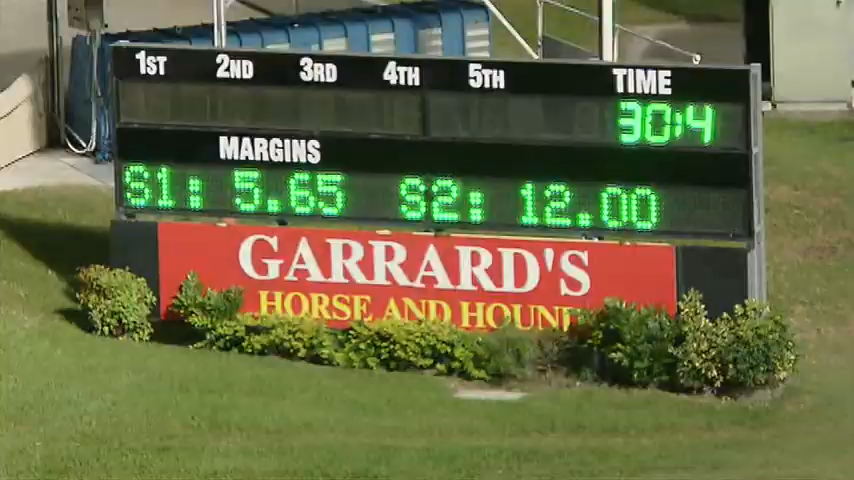 1ST 2ND 3RD 4TH 5TH TIME
30:4
MARGINS
S1: 5.65 S2: 12.00
GARRARD'S
HORSE AND HOUND